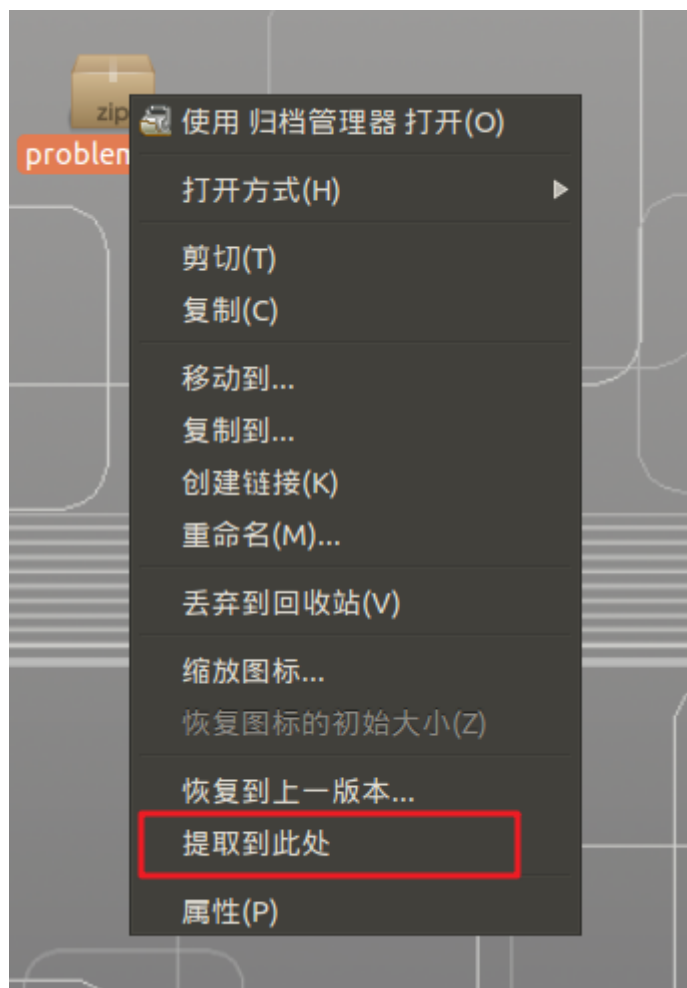 zip
problem
使用 归档管理器 打开(O)
打开方式(H)
剪切(T)
复制(C)
移动到...
复制到...
创建链接(K)
重命名(M)...
丢弃到回收站(V)
缩放图标...
恢复图标的初始大小(Z)
恢复到上一版本...
提取到此处
属性(P)